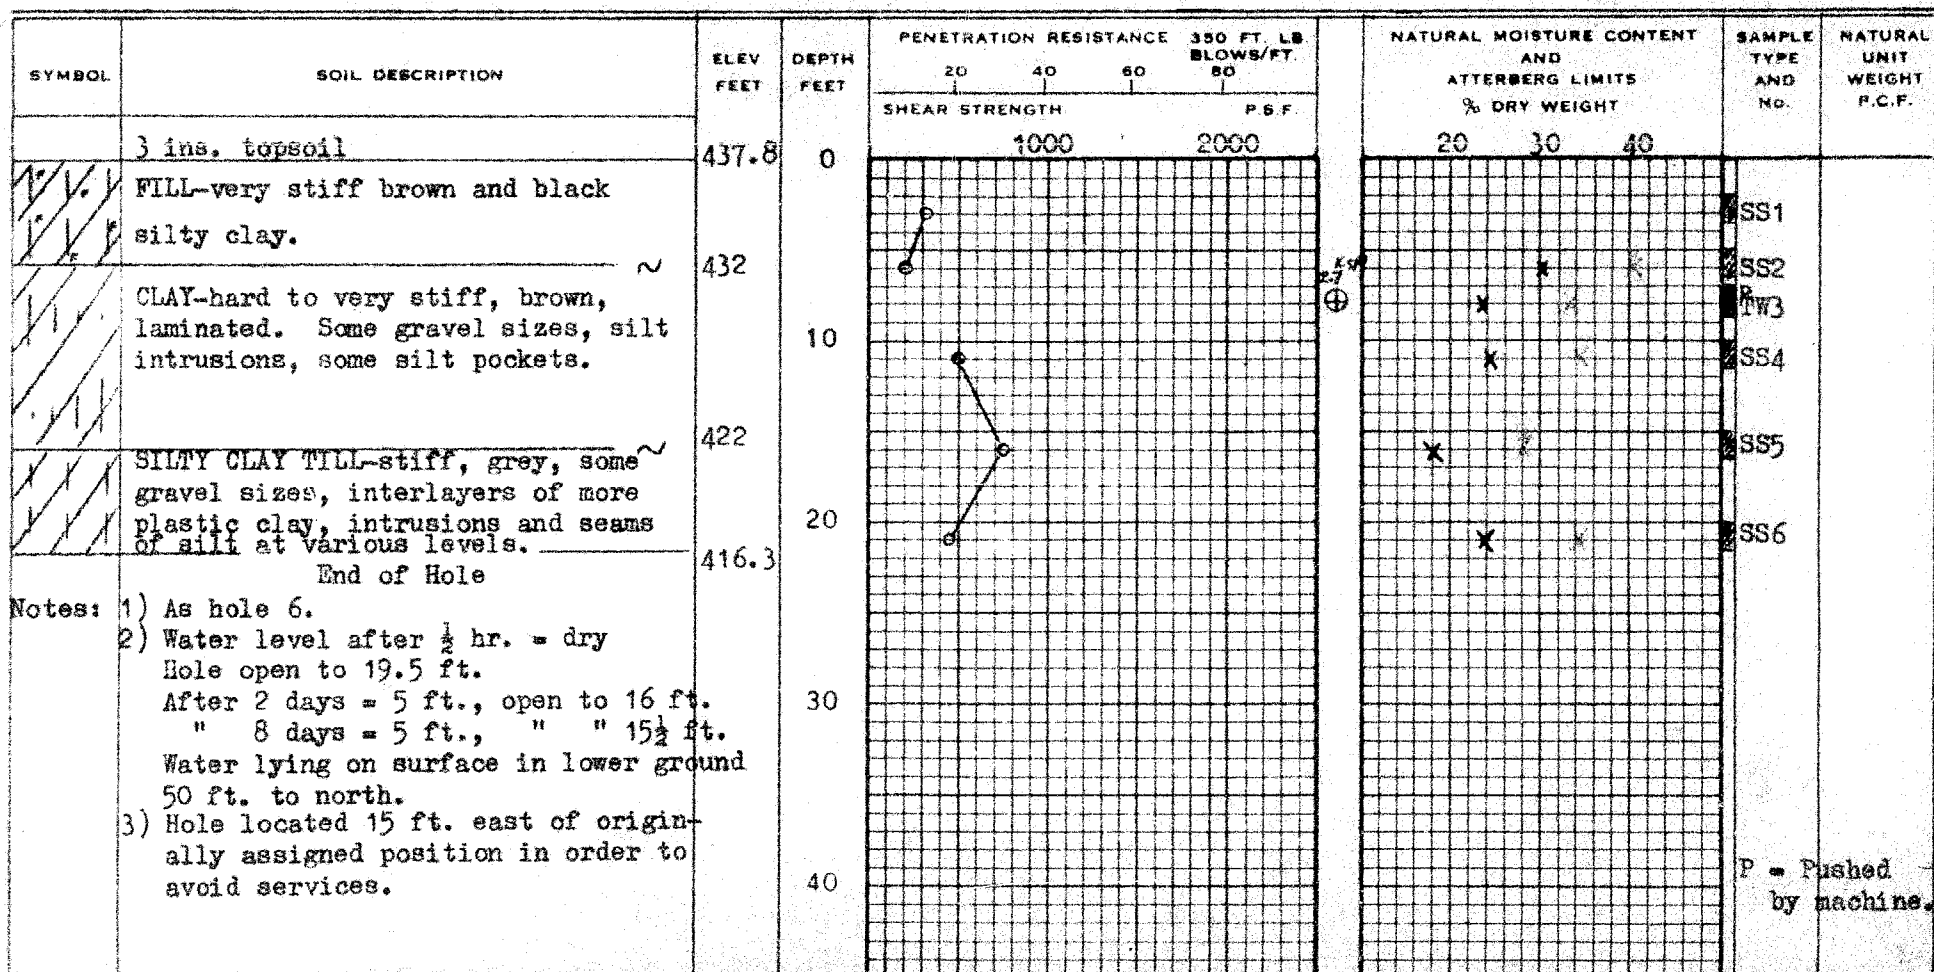 SYMBOL
SOIL DESCRIPTION
ELEV
FEET
DEPTH
FEET
PENETRATION RESISTANCE 350 FT. LB.
BLOWS/FT.
20 40 60 80
SHEAR STRENGTH P.S.F.
1000 2000
NATURAL MOISTURE CONTENT
AND
ATTERBERG LIMITS
% DRY WEIGHT
20 30 40
SAMPLE
TYPE
AND
No.
NATURAL
UNIT
WEIGHT
P.C.F.
3 ins. topsoil
437.8 0
FILL-very stiff brown and black
silty clay.
SS1
~ 432
SS2
CLAY-hard to very stiff, brown,
laminated. Some gravel sizes, silt
intrusions, some silt pockets.
TW3
10
SS4
422
~
SS5
SILTY CLAY TILL-stiff, grey, some
gravel sizes, interlayers of more
plastic clay, intrusions and seams
of silt at various levels.
20
SS6
416.3
End of Hole
Notes: 1) As hole 6.
2) Water level after ½ hr. = dry
Hole open to 19.5 ft.
After 2 days = 5 ft., open to 16 ft.
" 8 days = 5 ft., " " 15½ ft.
Water lying on surface in lower ground
50 ft. to north.
3) Hole located 15 ft. east of origin-
ally assigned position in order to
avoid services.
30
40
P = Pushed
by machine.